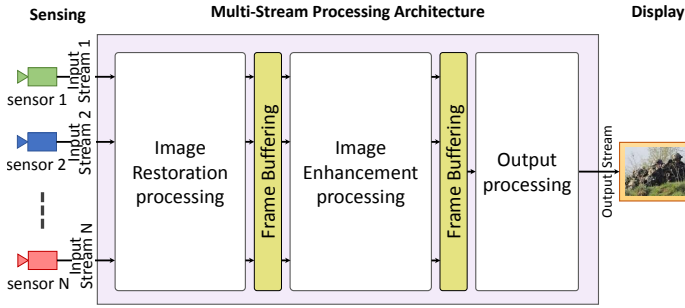 Sensing
Multi-Stream Processing Architecture
Display
Input
Stream 1
sensor 1
Input
Stream 2
sensor 2
Input
Stream N
sensor N
Image
Restoration
processing
Frame Buffering
Image
Enhancement
processing
Frame Buffering
Output
processing
Output Stream